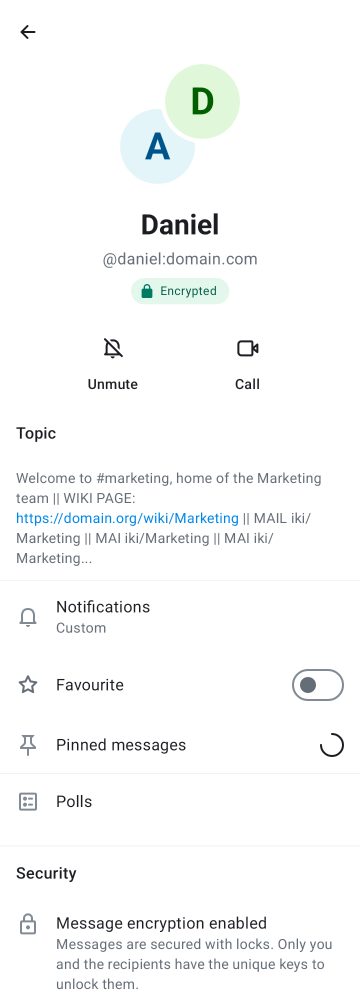 D
A
Daniel
@daniel:domain.com
Encrypted
Unmute
Call
Topic
Welcome to #marketing, home of the Marketing
team || WIKI PAGE:
https://domain.org/wiki/Marketing || MAIL iki/
Marketing || MAI iki/Marketing || MAI iki/
Marketing...
Notifications
Custom
Favourite
Pinned messages
Polls
Security
Message encryption enabled
Messages are secured with locks. Only you
and the recipients have the unique keys to
unlock them.